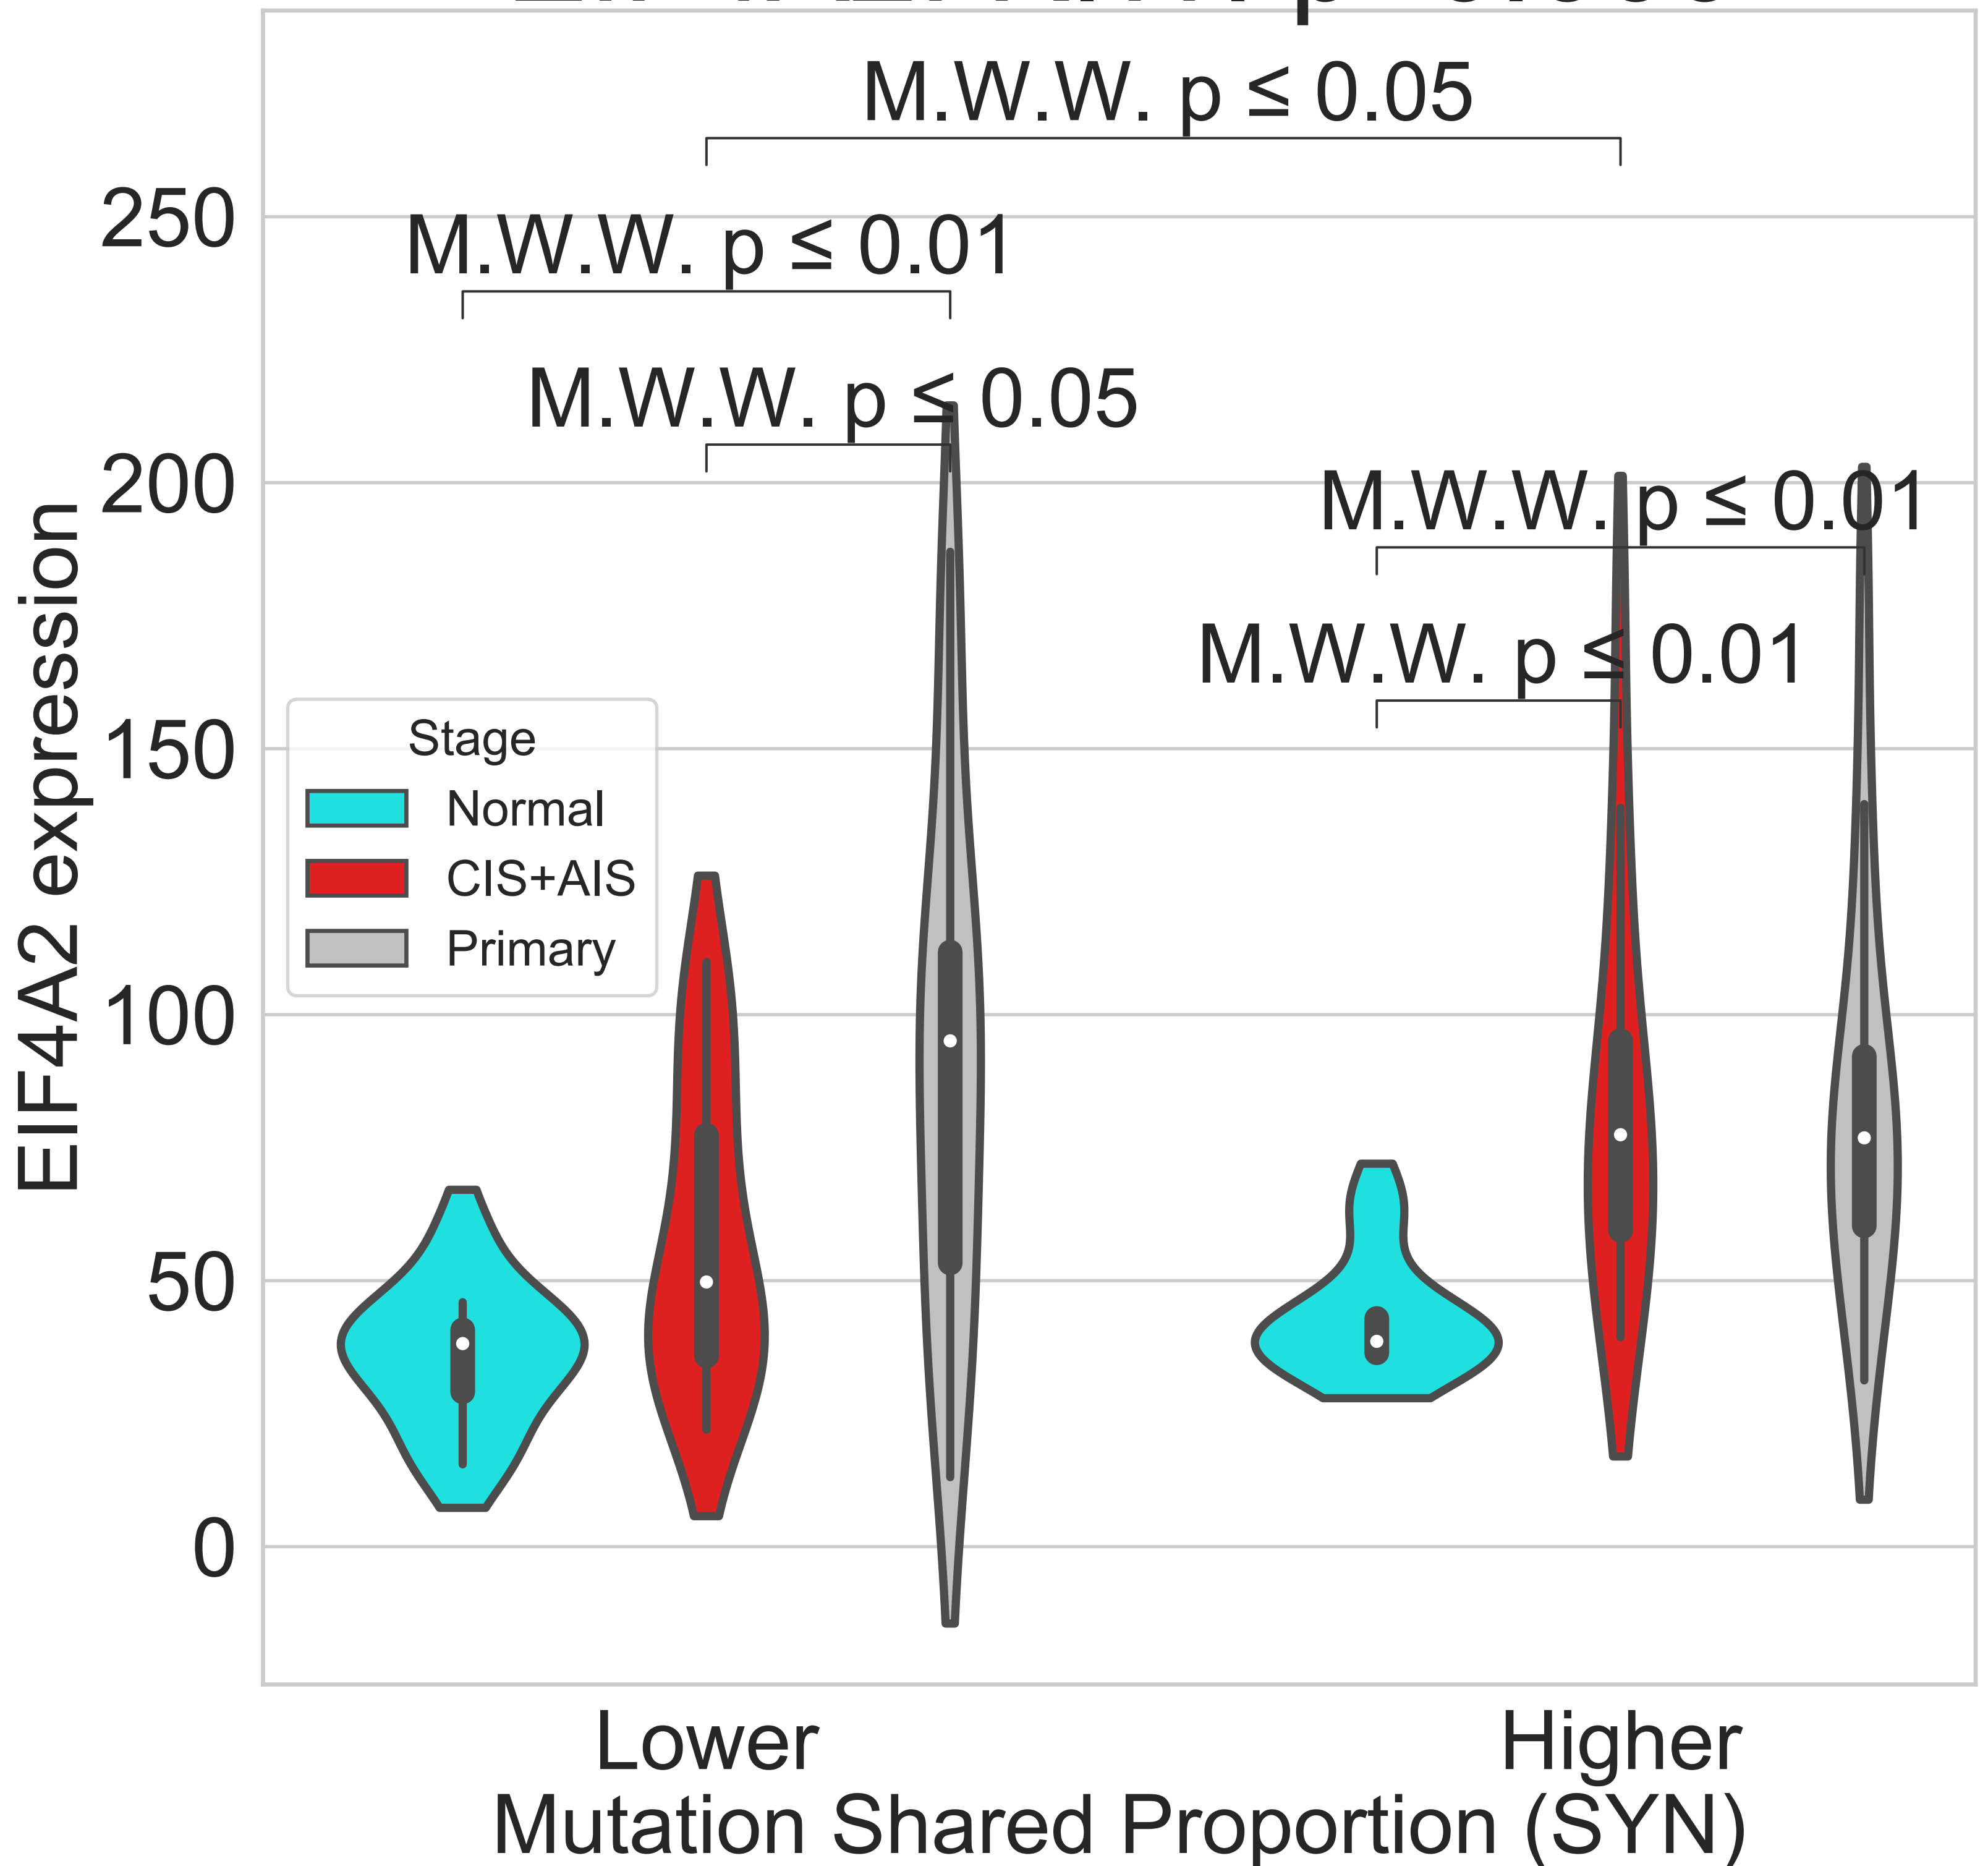 M.W.W. p ≤ 0.05
250
M.W.W. p ≤ 0.01
M.W.W. p ≤ 0.05
200
M.W.W. p ≤ 0.01
M.W.W. p ≤ 0.01
150
Stage
Normal
CIS+AIS
Primary
100
50
0
EIF4A2 expression
Lower
Higher
Mutation Shared Proportion (SYN)